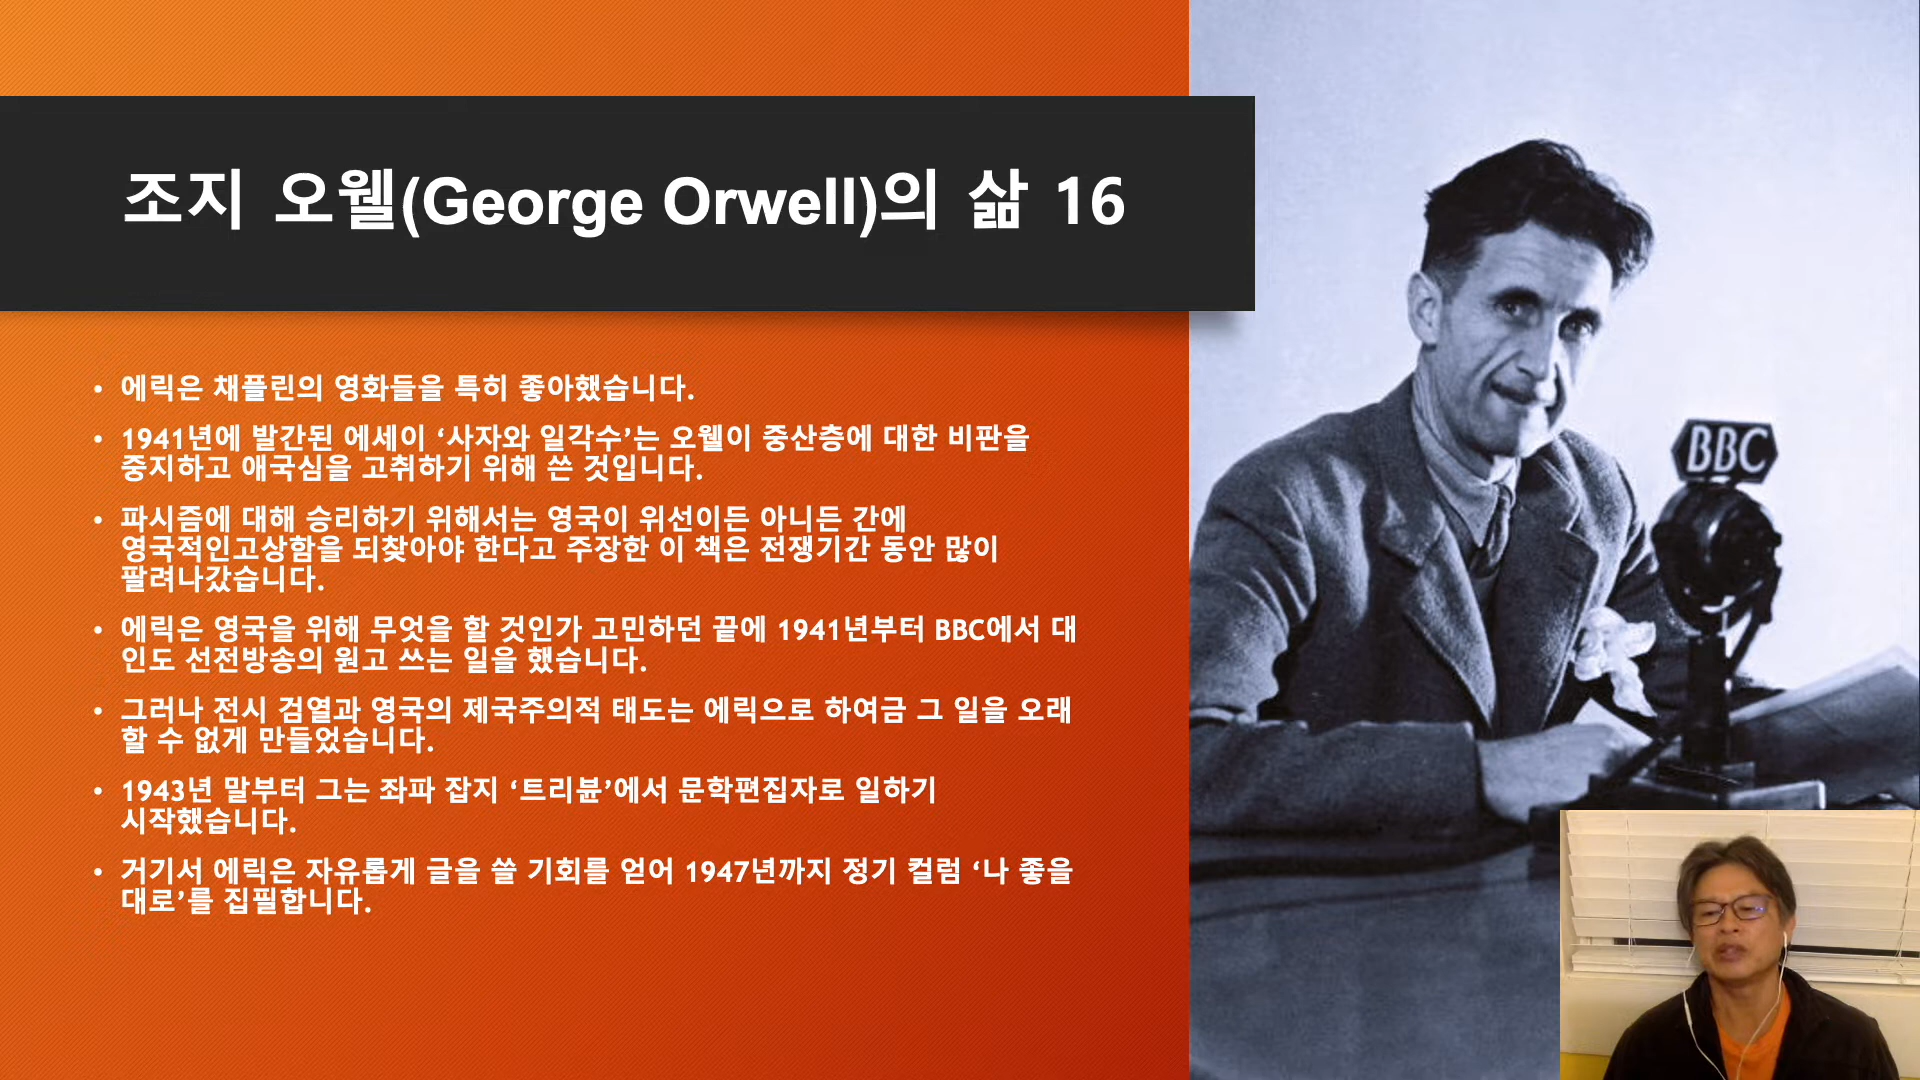 조지 오웰(George Orwell)의 삶 16
• 에릭은 채플린의 영화들을 특히 좋아했습니다.
• 1941년에 발간된 에세이 ‘사자와 일각수’는 오웰이 중산층에 대한 비판을
중지하고 애국심을 고취하기 위해 쓴 것입니다.
• 파시즘에 대해 승리하기 위해서는 영국이 위선이든 아니든 간에
영국적인고상함을 되찾아야 한다고 주장한 이 책은 전쟁기간 동안 많이
팔려나갔습니다.
• 에릭은 영국을 위해 무엇을 할 것인가 고민하던 끝에 1941년부터 BBC에서 대
인도 선전방송의 원고 쓰는 일을 했습니다.
• 그러나 전시 검열과 영국의 제국주의적 태도는 에릭으로 하여금 그 일을 오래
할 수 없게 만들었습니다.
• 1943년 말부터 그는 좌파 잡지 ‘트리뷴’에서 문학편집자로 일하기
시작했습니다.
• 거기서 에릭은 자유롭게 글을 쓸 기회를 얻어 1947년까지 정기 컬럼 ‘나 좋을
대로’를 집필합니다.
BBC